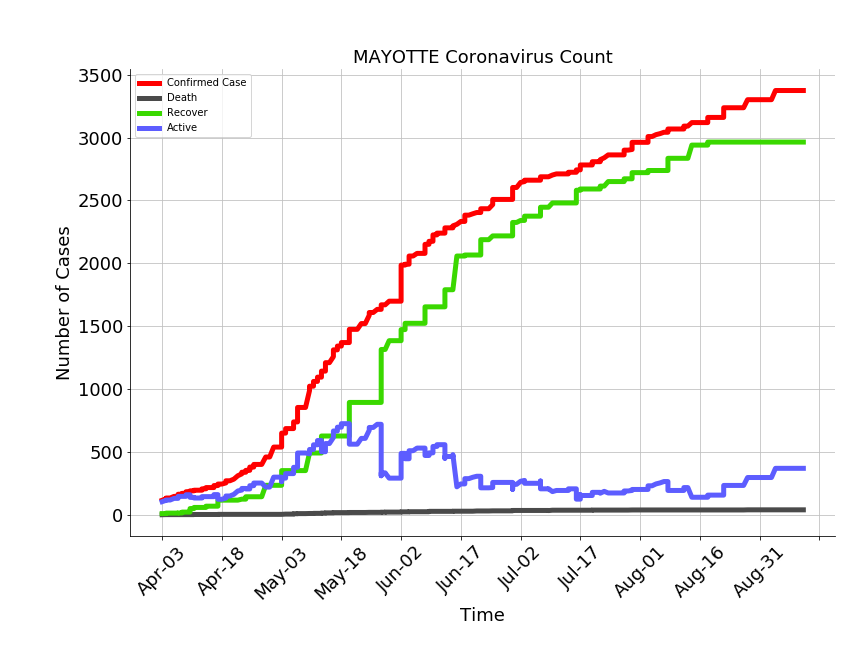 MAYOTTE Coronavirus Count
Confirmed Case
Death
Recover
Active
Number of Cases
3500
3000
2500
2000
1500
1000
500
0
Apr-03
Apr-18
May-03
May-18
Jun-02
Jun-17
Jul-02
Jul-17
Aug-01
Aug-16
Aug-31
Time